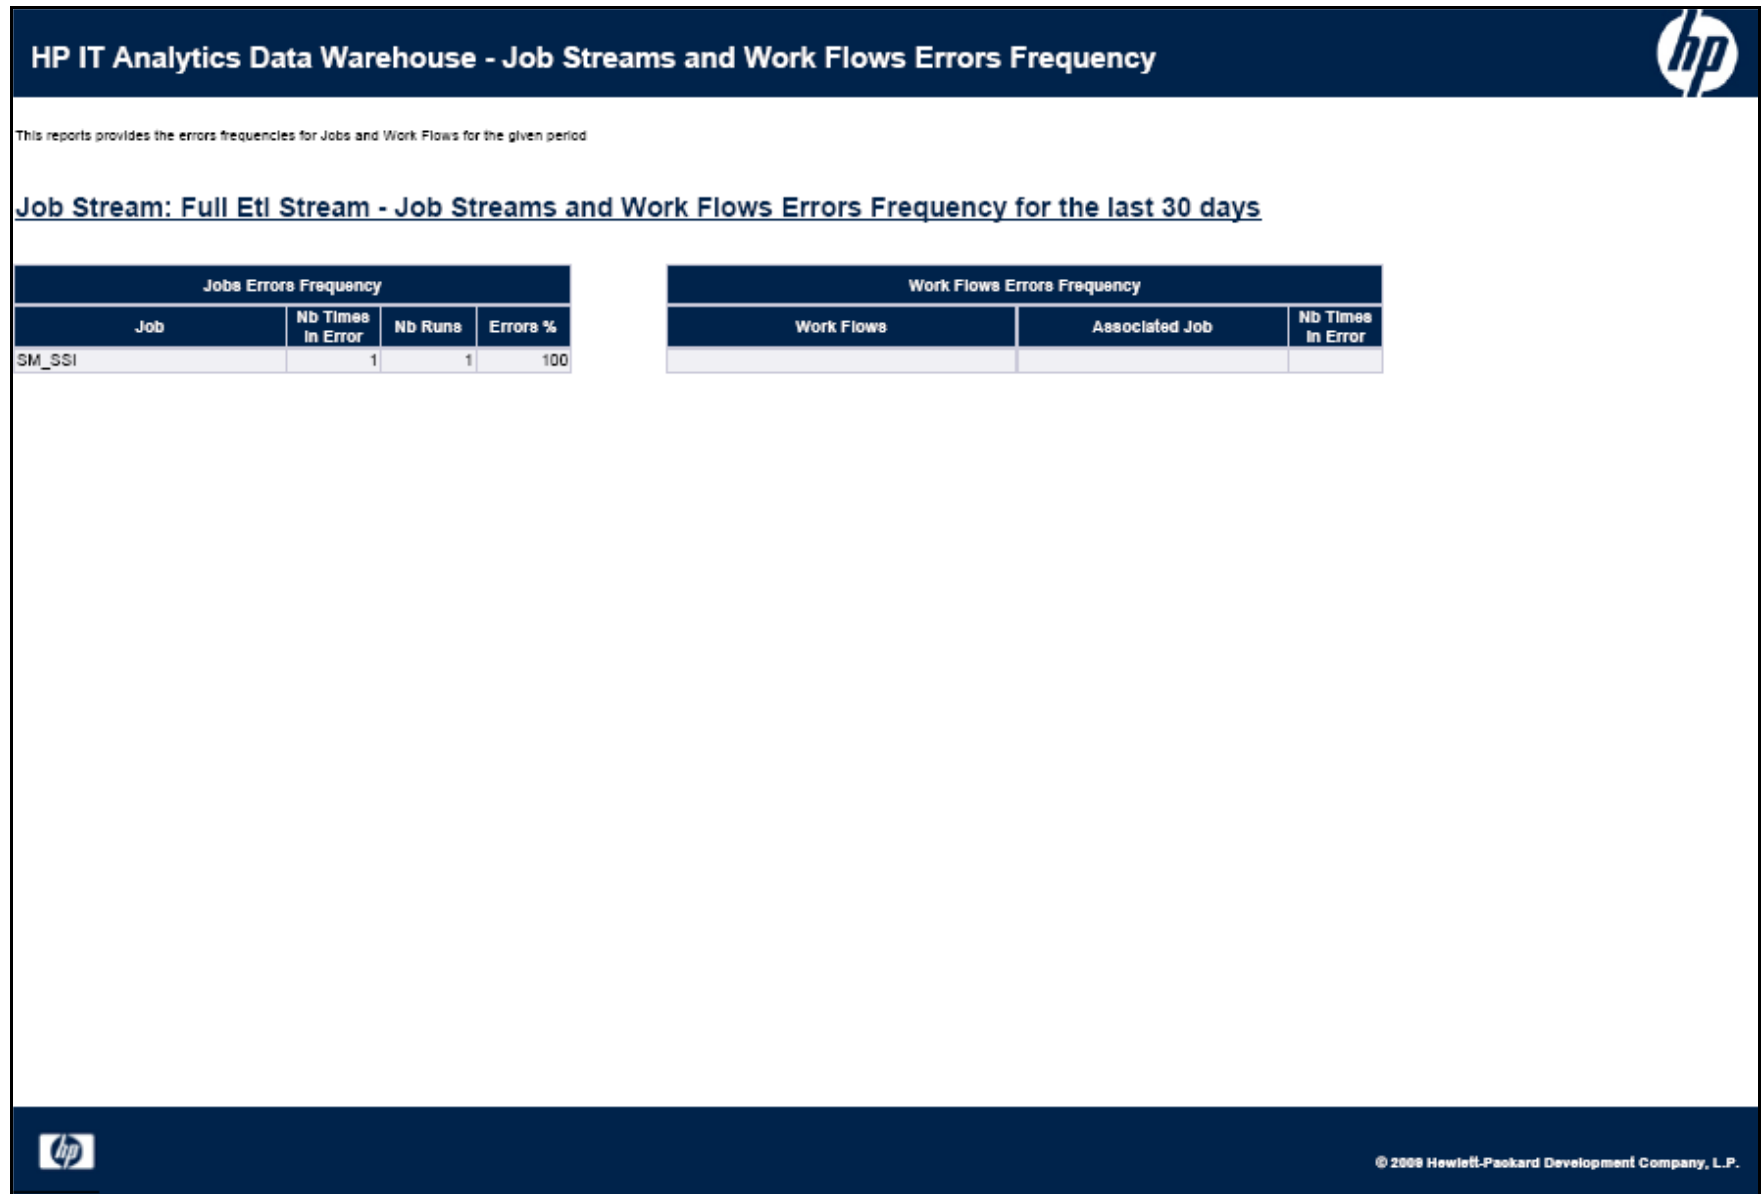 HP IT Analytics Data Warehouse - Job Streams and Work Flows Errors Frequency
hp
This reports provides the errors frequencies for Jobs and Work Flows for the given period
Job Stream: Full Etl Stream - Job Streams and Work Flows Errors Frequency for the last 30 days
Jobs Errors Frequency
Job Nb Times In Error Nb Runs Errors %
SM_SSI 1 1 100
Work Flows Errors Frequency
Work Flows Associated Job Nb Times In Error
hp
© 2009 Hewlett-Packard Development Company, L.P.